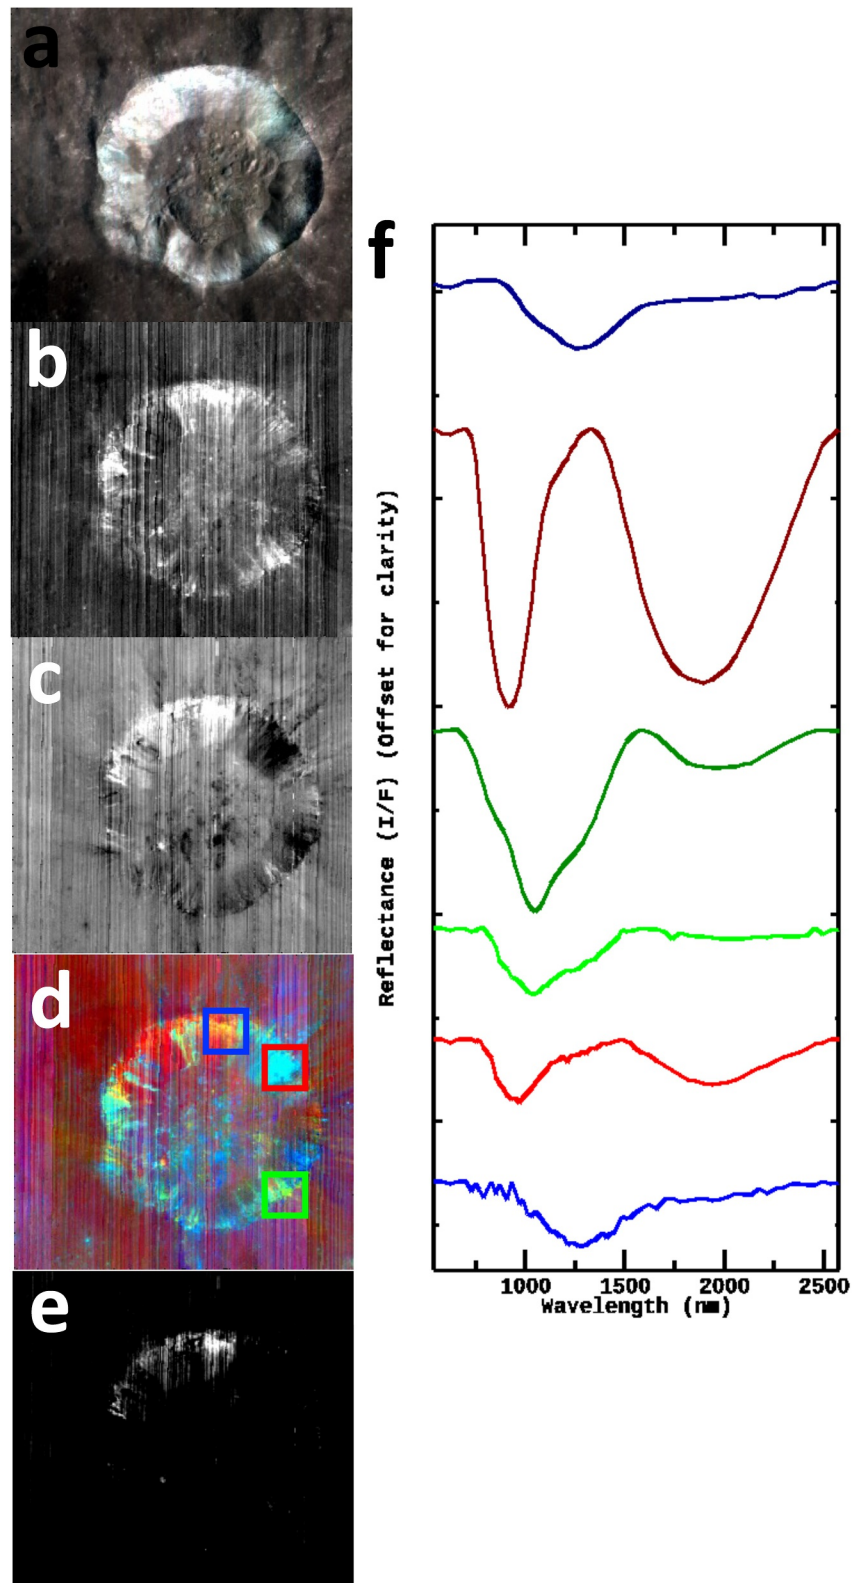 a
b
c
d
e
f
Reflectance (I/F) (Offset for clarity)
1000 1500 2000 2500
Wavelength (nm)